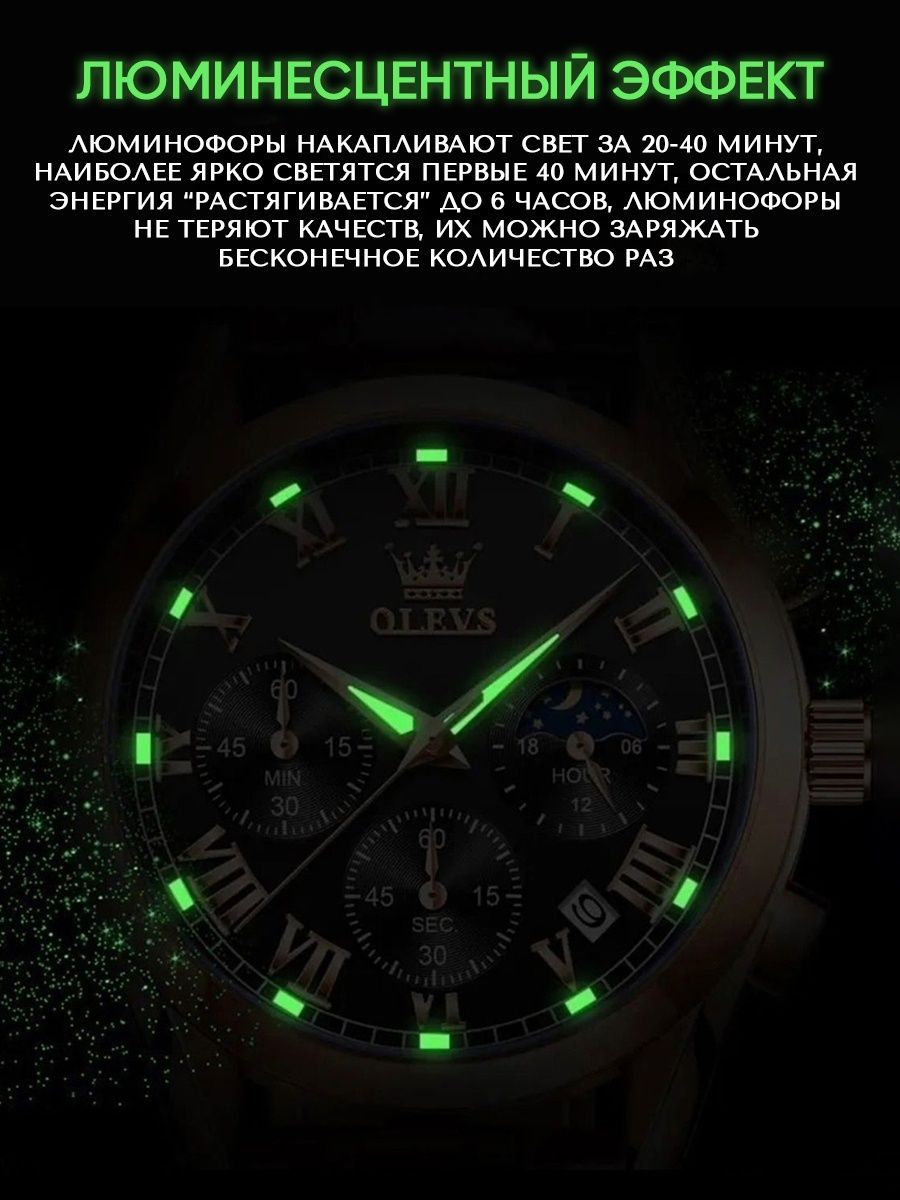 ЛЮМИНЕСЦЕНТНЫЙ ЭФФЕКТ
ЛЮМИНОФОРЫ НАКАПЛИВАЮТ СВЕТ ЗА 20-40 МИНУТ,
НАИБОЛЕЕ ЯРКО СВЕТЯТСЯ ПЕРВЫЕ 40 МИНУТ, ОСТАЛЬНАЯ
ЭНЕРГИЯ “РАСТЯГИВАЕТСЯ” ДО 6 ЧАСОВ, ЛЮМИНОФОРЫ
НЕ ТЕРЯЮТ КАЧЕСТВ, ИХ МОЖНО ЗАРЯЖАТЬ
БЕСКОНЕЧНОЕ КОЛИЧЕСТВО РАЗ
XII
XI
I
X
II
OLEVS
60
45 15
MIN
30
18 06
HOUR
12
VIII
IIII
60
45 15
SEC.
30
6
VII
V
VI